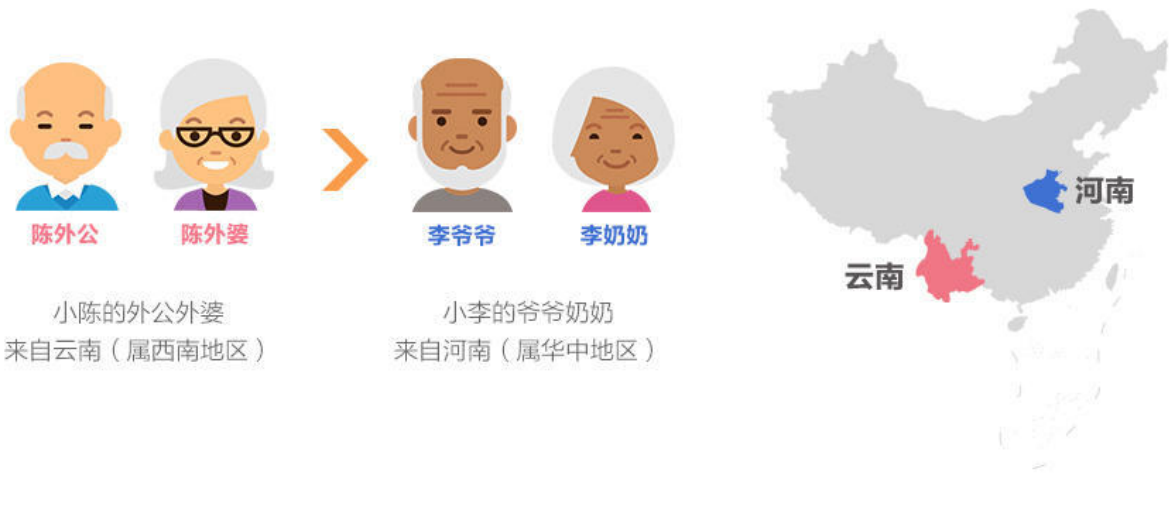 陈外公
陈外婆
李爷爷
李奶奶
小陈的外公外婆
来自云南（属西南地区）
小李的爷爷奶奶
来自河南（属华中地区）
河南
云南